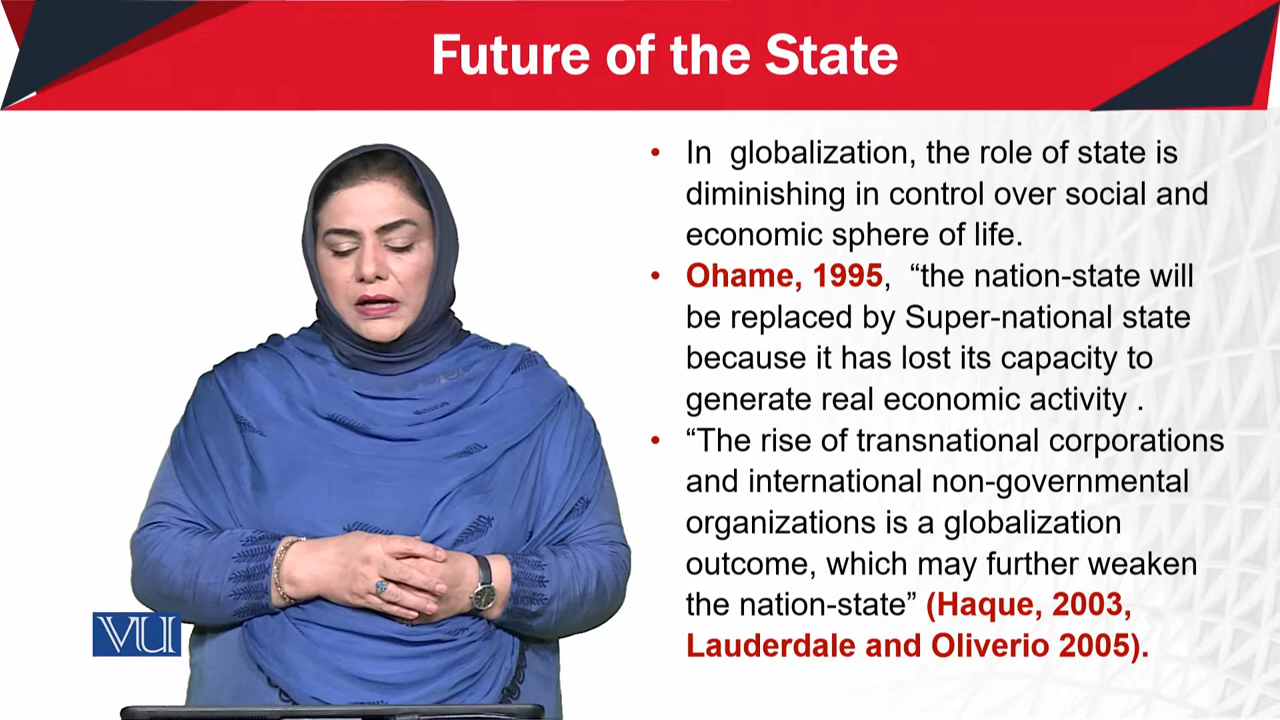 Future of the State
• In globalization, the role of state is
diminishing in control over social and
economic sphere of life.
• Ohame, 1995, “the nation-state will
be replaced by Super-national state
because it has lost its capacity to
generate real economic activity .
• “The rise of transnational corporations
and international non-governmental
organizations is a globalization
outcome, which may further weaken
the nation-state” (Haque, 2003,
Lauderdale and Oliverio 2005).
VU